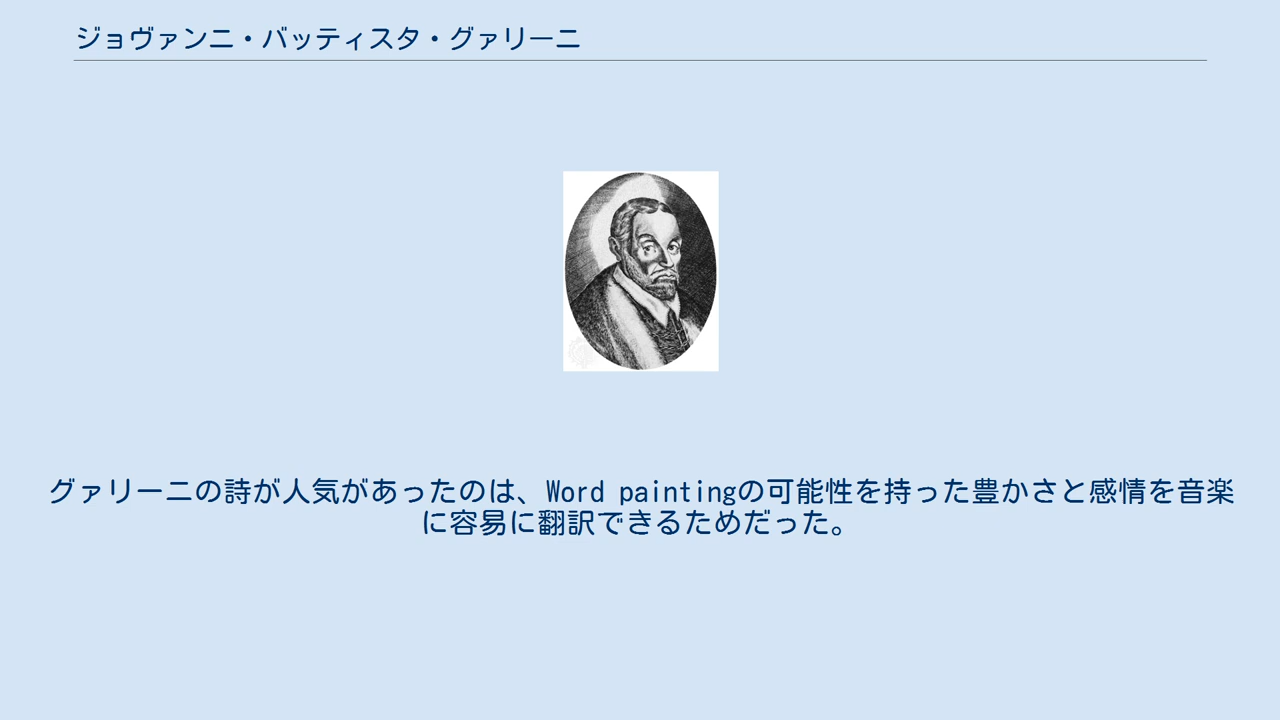 ジョヴァンニ・バッティスタ・グァリーニ
グァリーニの詩が人気があったのは、Word paintingの可能性を持った豊かさと感情を音楽
に容易に翻訳できるためだった。